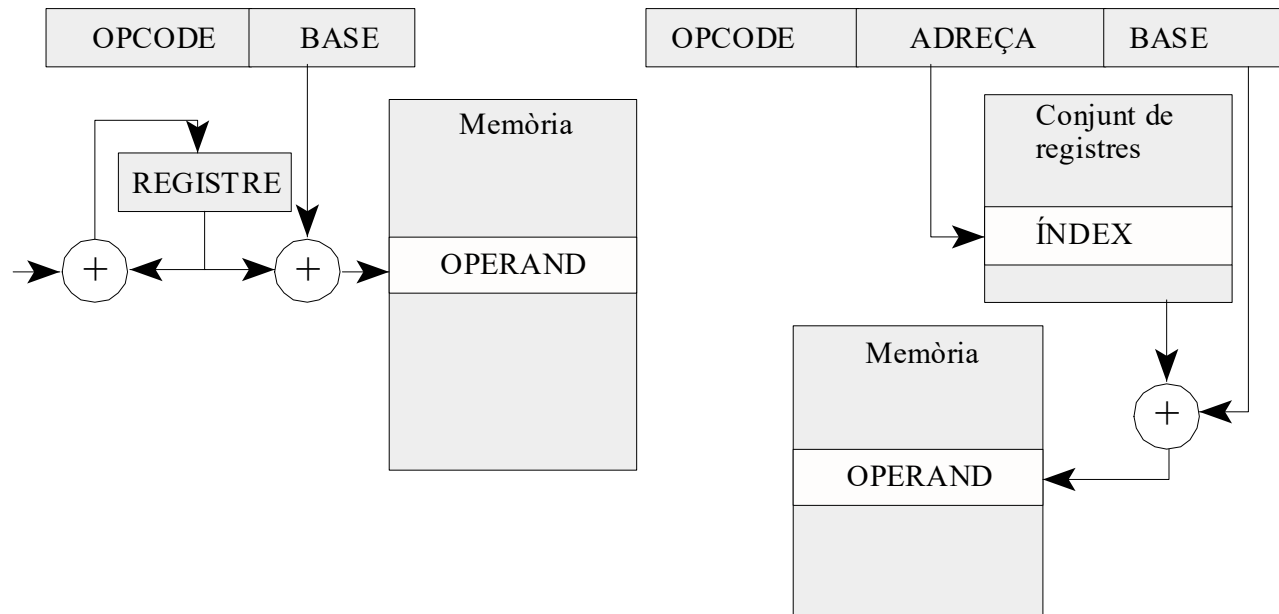 OPCODE BASE
Memòria
REGISTRE
+ + OPERAND
OPCODE ADREÇA BASE
Conjunt de
registres
ÍNDEX
Memòria
+
OPERAND